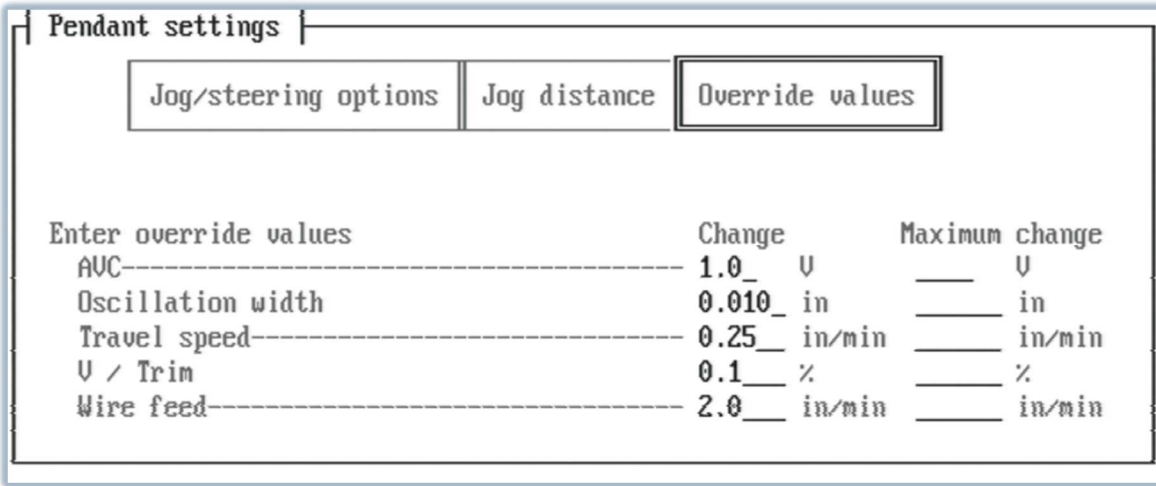 Pendant settings
Jog/steering options Jog distance Override values
Enter override values Change Maximum change
AVC--------------------------------------- 1.0_ V ____ V
Oscillation width 0.010_ in ______ in
Travel speed------------------------------ 0.25__ in/min ______ in/min
V / Trim 0.1___ % ______ %
Wire feed--------------------------------- 2.0___ in/min ______ in/min